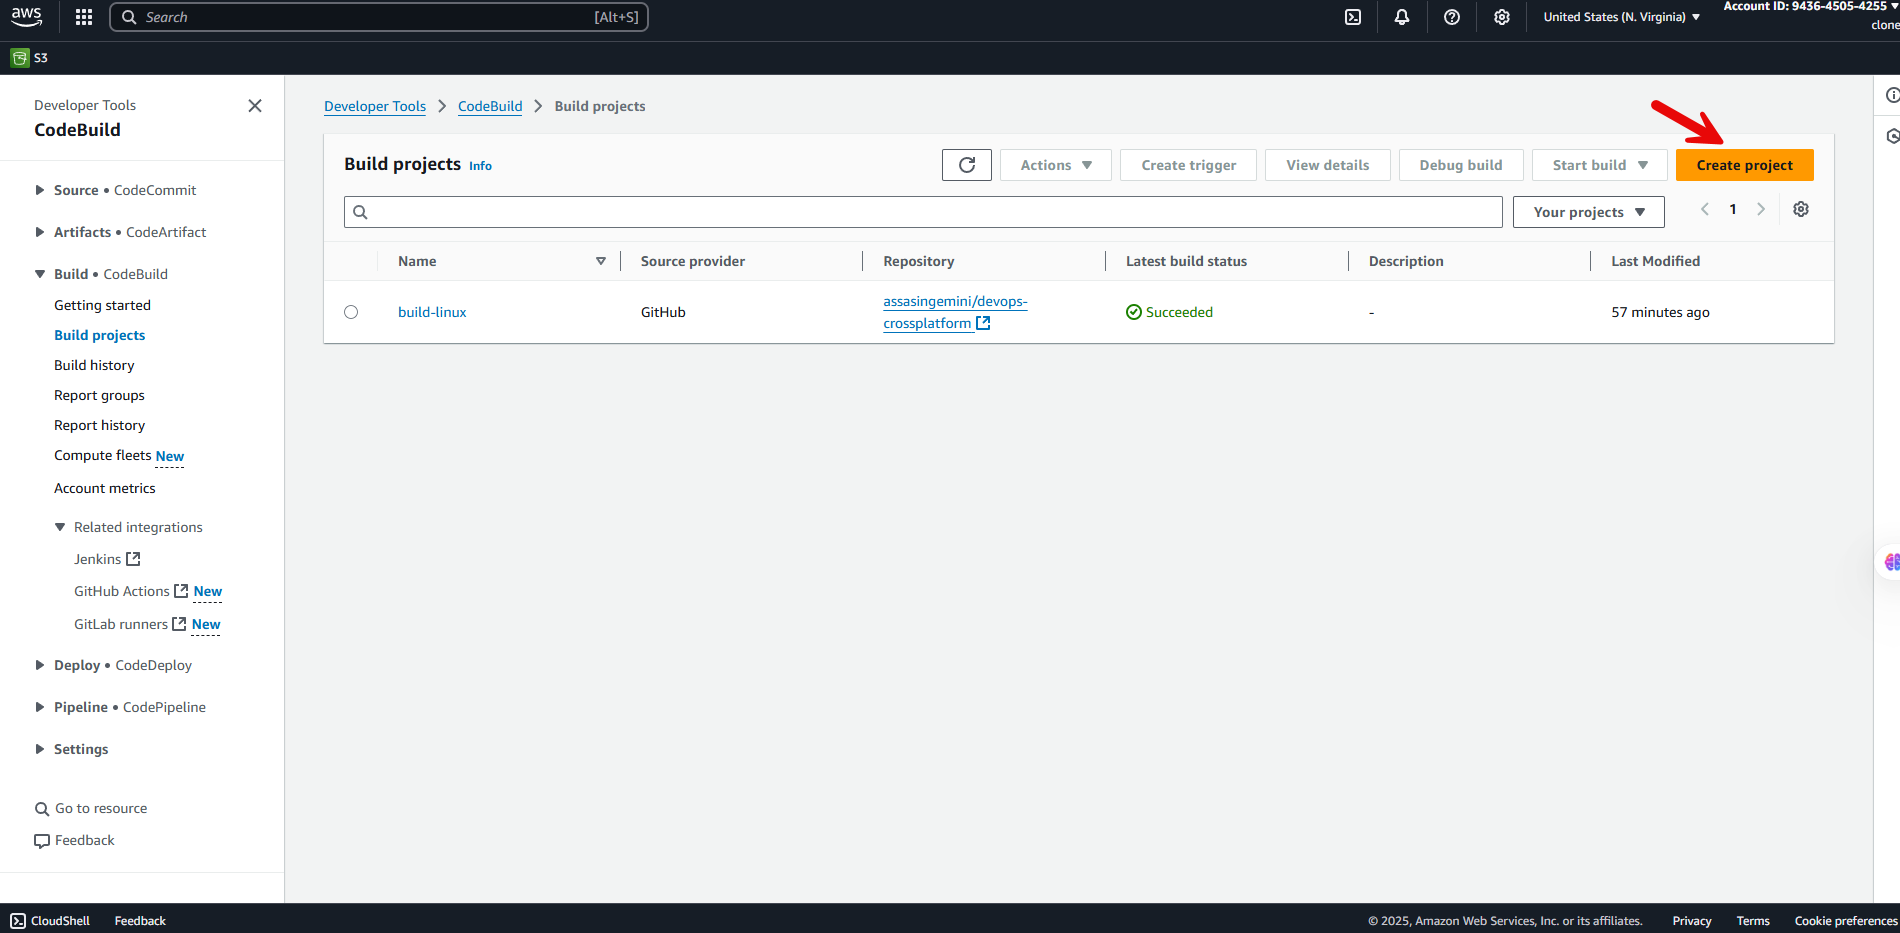 aws
Search
[Alt+S]
United States (N. Virginia)
Account ID: 9436-4505-4255
clone
S3
Developer Tools
CodeBuild
Source • CodeCommit
Artifacts • CodeArtifact
Build • CodeBuild
Getting started
Build projects
Build history
Report groups
Report history
Compute fleets New
Account metrics
Related integrations
Jenkins
GitHub Actions New
GitLab runners New
Deploy • CodeDeploy
Pipeline • CodePipeline
Settings
Go to resource
Feedback
Developer Tools > CodeBuild > Build projects
Build projects Info
Actions
Create trigger
View details
Debug build
Start build
Create project
Your projects
1
Name Source provider Repository Latest build status Description Last Modified
build-linux GitHub assasingemini/devops-
crossplatform
Succeeded - 57 minutes ago
CloudShell Feedback © 2025, Amazon Web Services, Inc. or its affiliates. Privacy Terms Cookie preferences